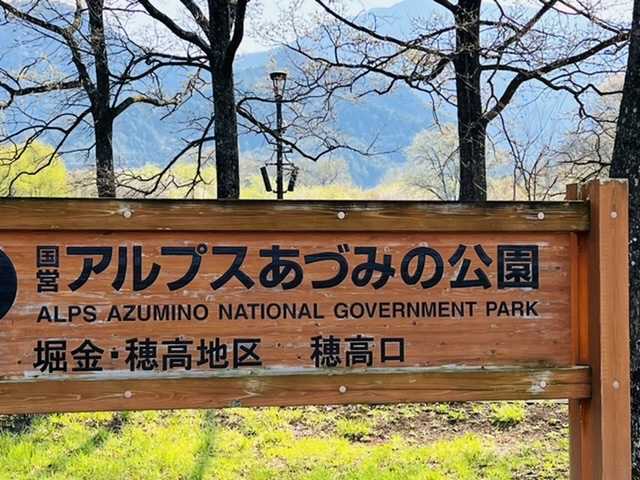 国営アルプスあづみの公園
ALPS AZUMINO NATIONAL GOVERNMENT PARK
堀金・穂高地区　穂高口